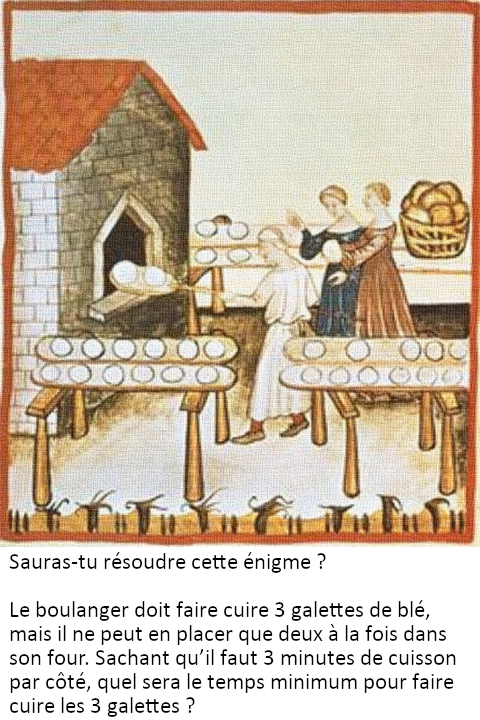 Sauras-tu résoudre cette énigme ?
Le boulanger doit faire cuire 3 galettes de blé,
mais il ne peut en placer que deux à la fois dans
son four. Sachant qu’il faut 3 minutes de cuisson
par côté, quel sera le temps minimum pour faire
cuire les 3 galettes ?